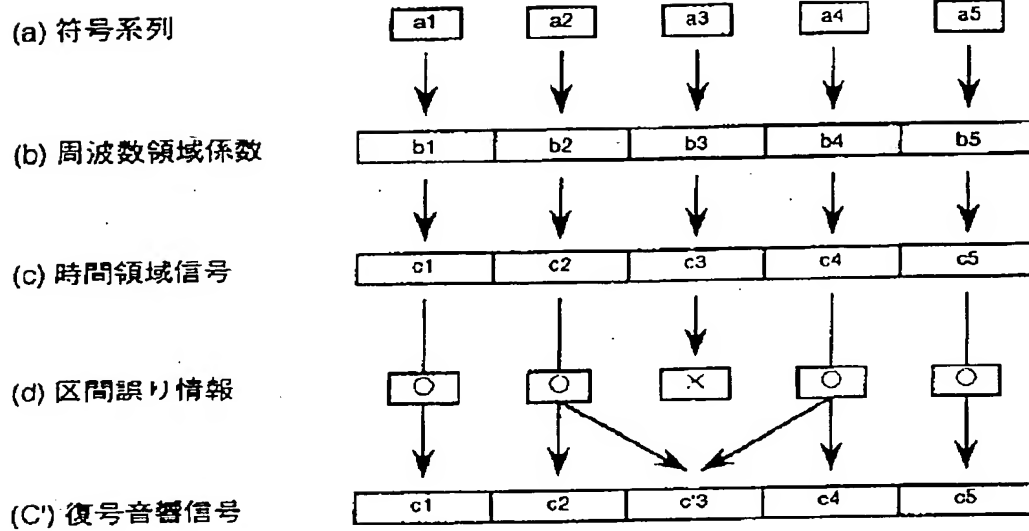 (a) 符号系列 a1 a2 a3 a4 a5
(b) 周波数領域係数 b1 b2 b3 b4 b5
(c) 時間領域信号 c1 c2 c3 c4 c5
(d) 区間誤り情報 ○ ○ × ○ ○
(C') 復号音響信号 c1 c2 c'3 c4 c5